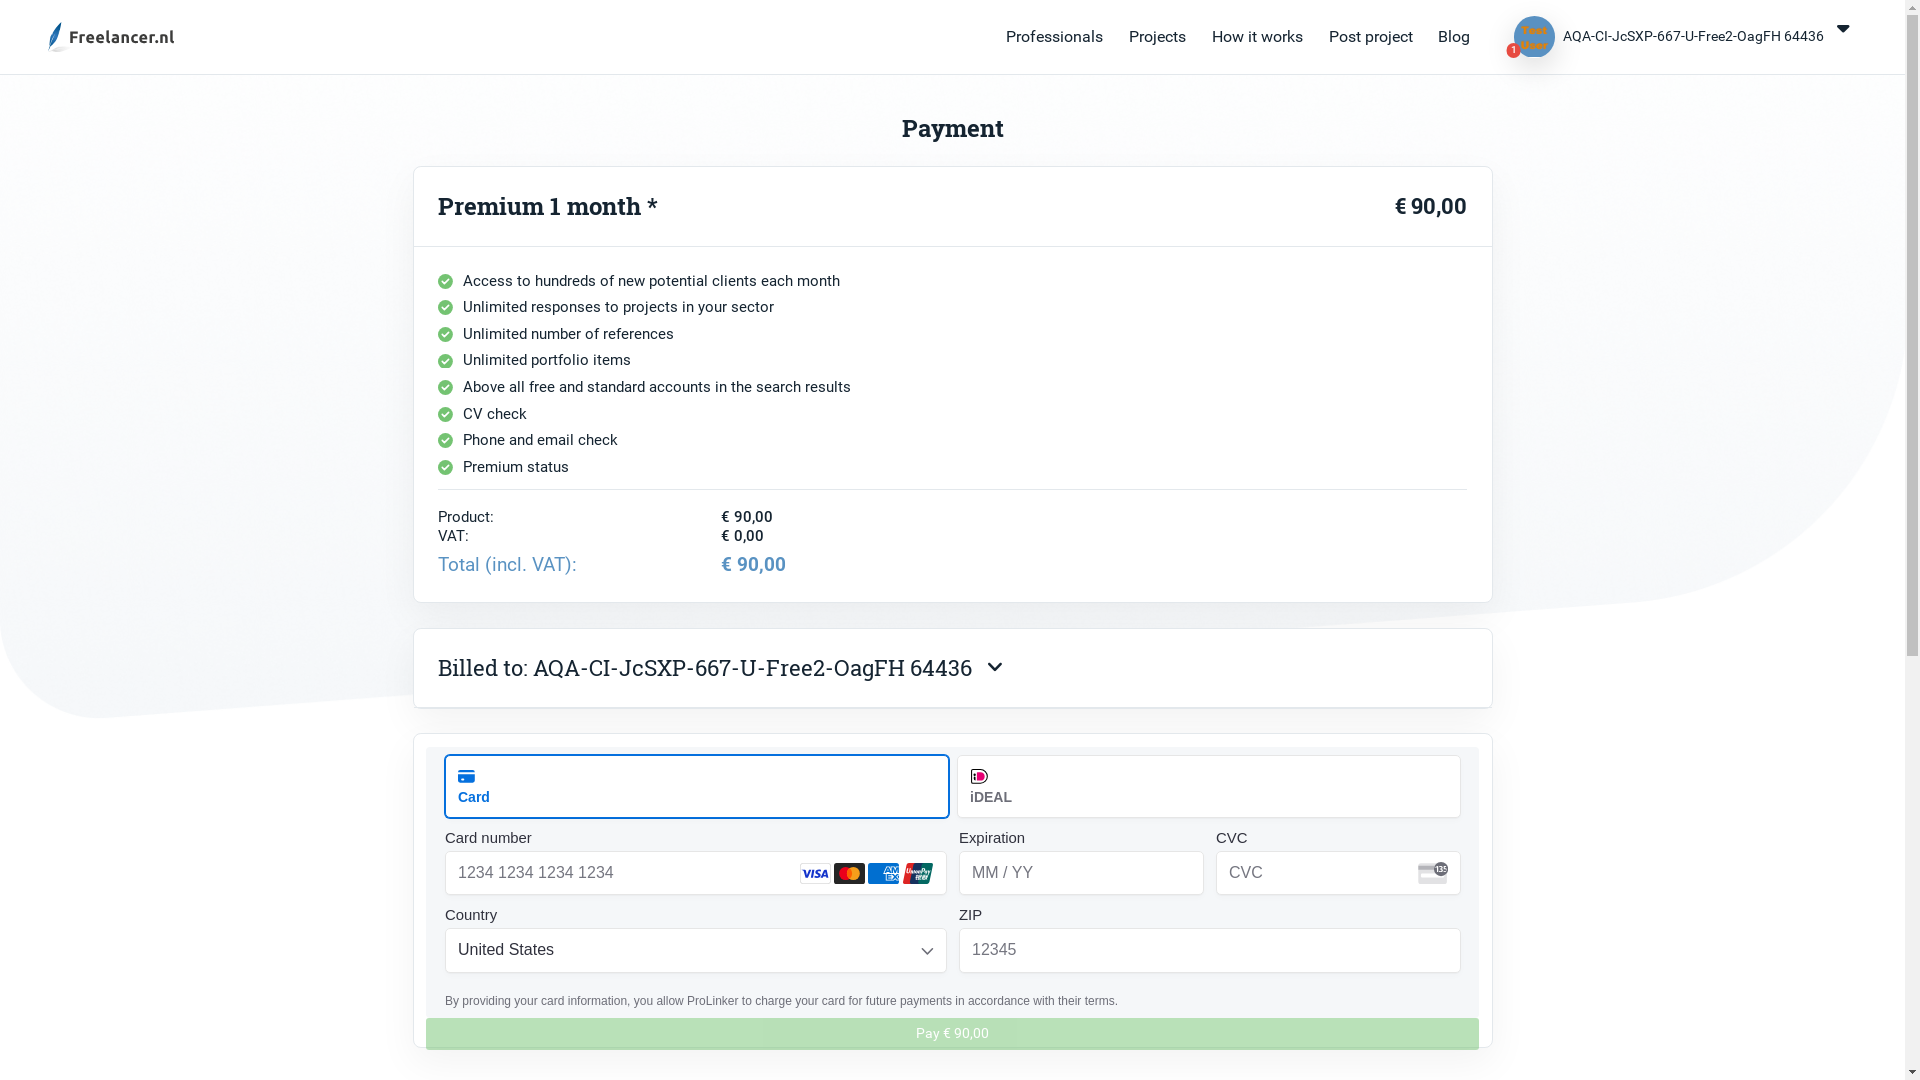 Freelancer.nl
Professionals Projects How it works Post project Blog
Test User
1
AQA-CI-JcSXP-667-U-Free2-OagFH 64436
Payment
Premium 1 month * € 90,00
Access to hundreds of new potential clients each month
Unlimited responses to projects in your sector
Unlimited number of references
Unlimited portfolio items
Above all free and standard accounts in the search results
CV check
Phone and email check
Premium status
Product: € 90,00
VAT: € 0,00
Total (incl. VAT): € 90,00
Billed to: AQA-CI-JcSXP-667-U-Free2-OagFH 64436
Card iDEAL
Card number Expiration CVC
1234 1234 1234 1234 VISA AM EX UnionPay MM / YY CVC 135
Country ZIP
United States 12345
By providing your card information, you allow ProLinker to charge your card for future payments in accordance with their terms.
Pay € 90,00